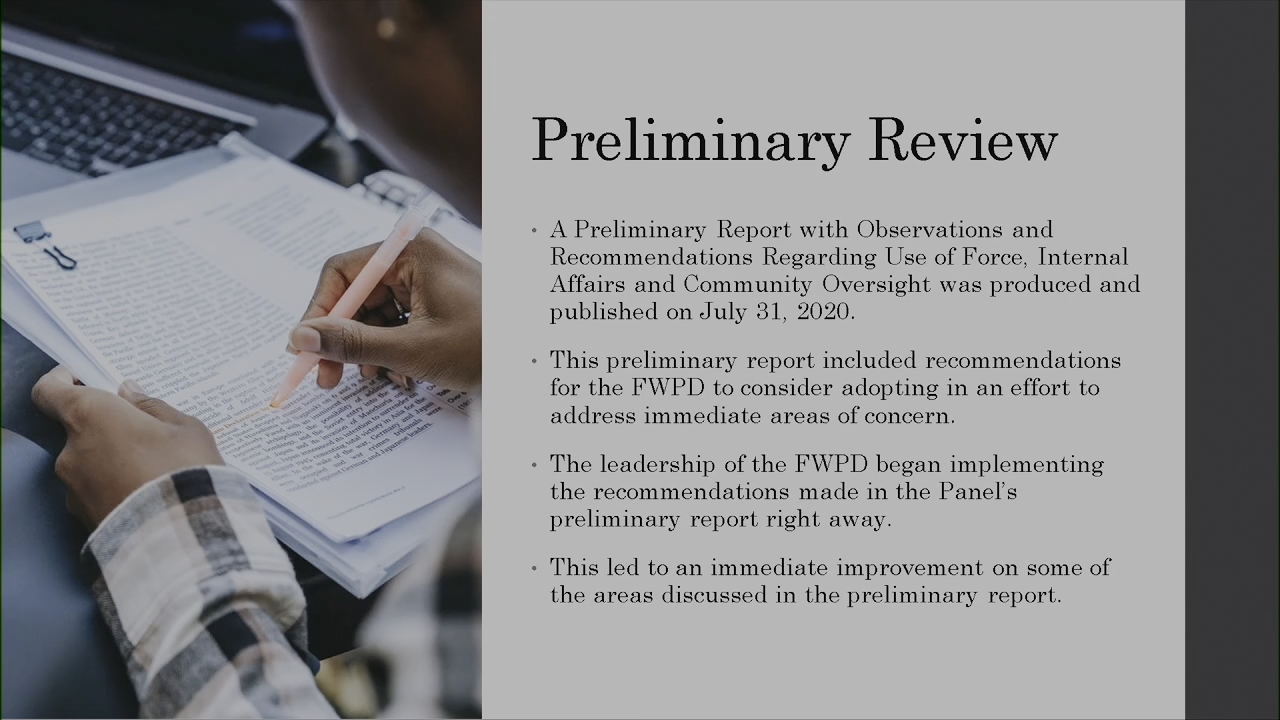 Preliminary Review
• A Preliminary Report with Observations and
Recommendations Regarding Use of Force, Internal
Affairs and Community Oversight was produced and
published on July 31, 2020.
• This preliminary report included recommendations
for the FWPD to consider adopting in an effort to
address immediate areas of concern.
• The leadership of the FWPD began implementing
the recommendations made in the Panel's
preliminary report right away.
• This led to an immediate improvement on some of
the areas discussed in the preliminary report.